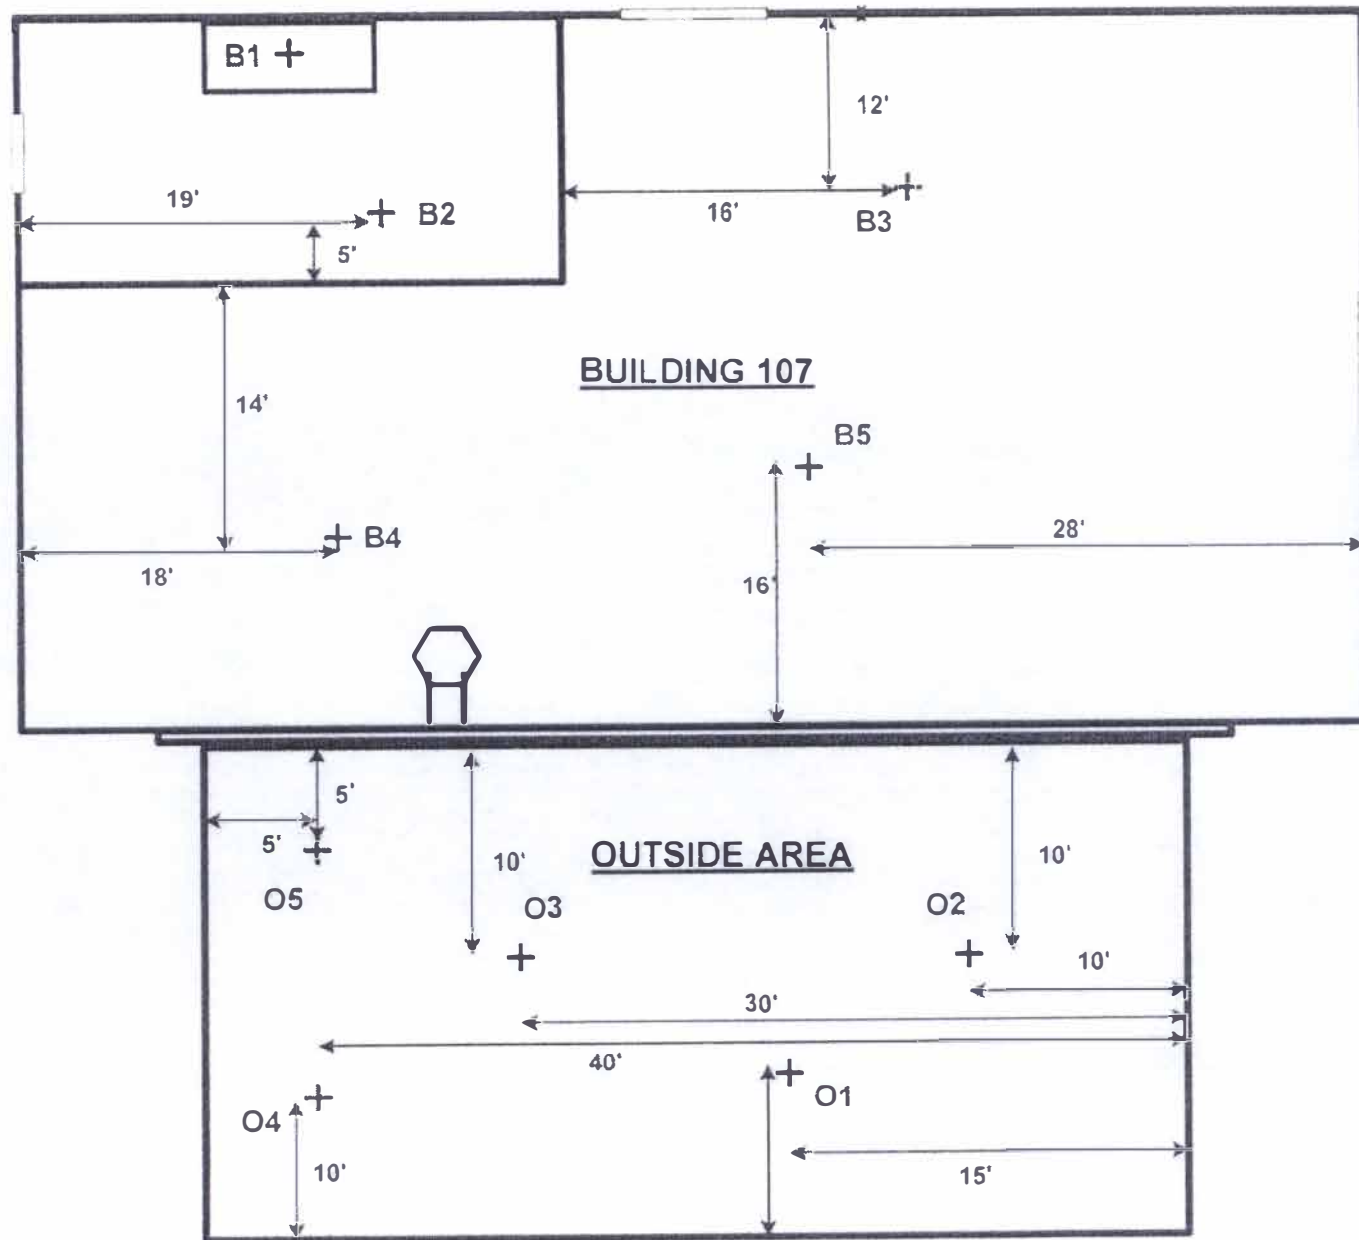 B1
12'
19'
B2
16'
B3
5'
BUILDING 107
14'
B5
B4
28'
18'
16'
5'
5'
10'
OUTSIDE AREA
10'
O5
O3
O2
10'
30'
40'
O1
O4
10'
15'